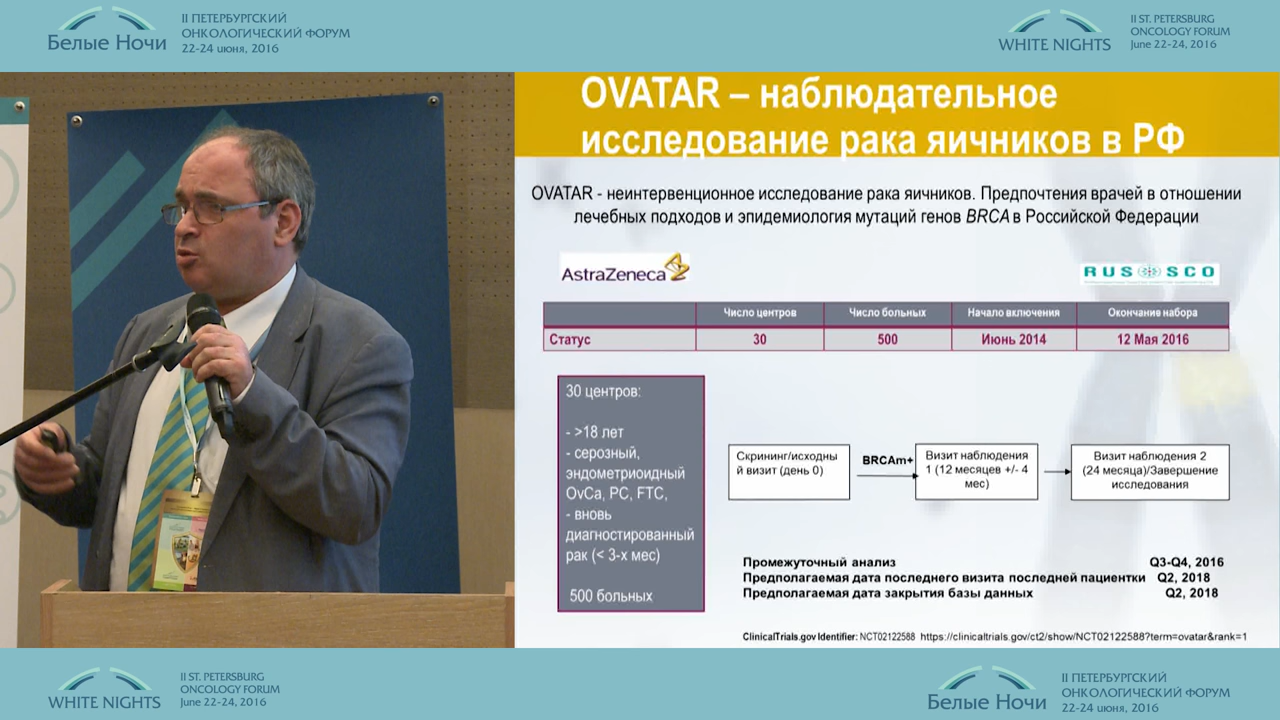 Белые Ночи
II ПЕТЕРБУРГСКИЙ
ОНКОЛОГИЧЕСКИЙ ФОРУМ
22-24 июня, 2016
WHITE NIGHTS
II ST. PETERSBURG
ONCOLOGY FORUM
June 22-24, 2016
OVATAR – наблюдательное
исследование рака яичников в РФ
OVATAR - неинтервенционное исследование рака яичников. Предпочтения врачей в отношении
лечебных подходов и эпидемиология мутаций генов BRCA в Российской Федерации
AstraZeneca
RUSSCO
Число центров Число больных Начало включения Окончание набора
Статус 30 500 Июнь 2014 12 Мая 2016
30 центров:
- >18 лет
- серозный,
эндометриоидный
OvCa, PC, FTC,
- вновь
диагностированный
рак (< 3-х мес)
500 больных
Скрининг/исходны
й визит (день 0)
BRCAm+
Визит наблюдения
1 (12 месяцев +/- 4
мес)
Визит наблюдения 2
(24 месяца)/Завершение
исследования
Промежуточный анализ Q3-Q4, 2016
Предполагаемая дата последнего визита последней пациентки Q2, 2018
Предполагаемая дата закрытия базы данных Q2, 2018
ClinicalTrials.gov Identifier: NCT02122588 https://clinicaltrials.gov/ct2/show/NCT02122588?term=ovatar&rank=1
WHITE NIGHTS
II ST. PETERSBURG
ONCOLOGY FORUM
June 22-24, 2016
Белые Ночи
II ПЕТЕРБУРГСКИЙ
ОНКОЛОГИЧЕСКИЙ ФОРУМ
22-24 июня, 2016